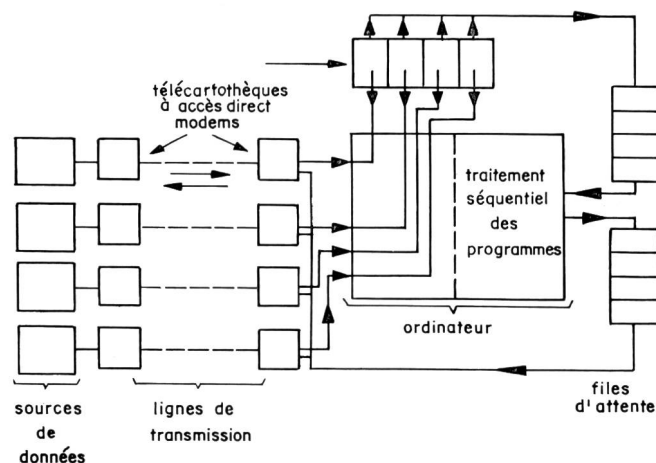 télécartothèques
à accès direct
modems
traitement
séquentiel
des
programmes
ordinateur
sources
de
données
lignes de
transmission
files
d'attente